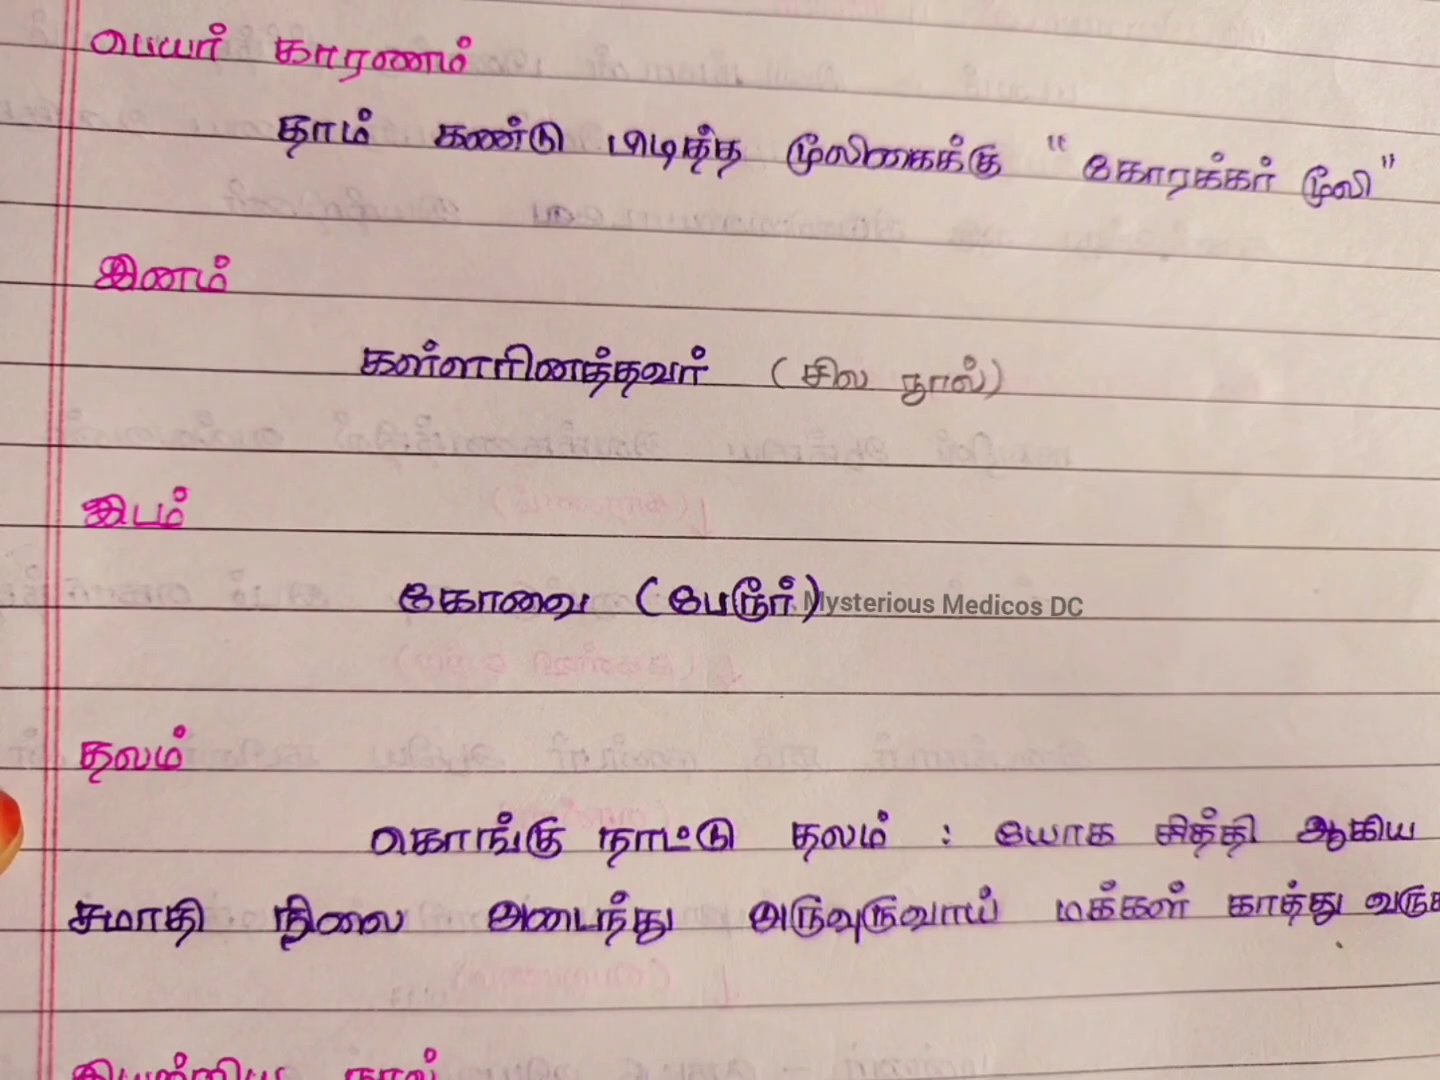 பெயர் காரணம்
தாம் கண்டு பிடித்த மூலிகைக்கு "கோரக்கர் மூலி"
இனம்
கள்ளரினத்தவர் (சில நூல்)
இடம்
கோவை (பேரூர்) Mysterious Medicos DC
தலம்
கொங்கு நாட்டு தலம் : யோக சித்தி ஆகிய
சமாதி நிலை அடைந்து அருவுருவாய் மக்கள் காத்து
இயற்றிய நூல்